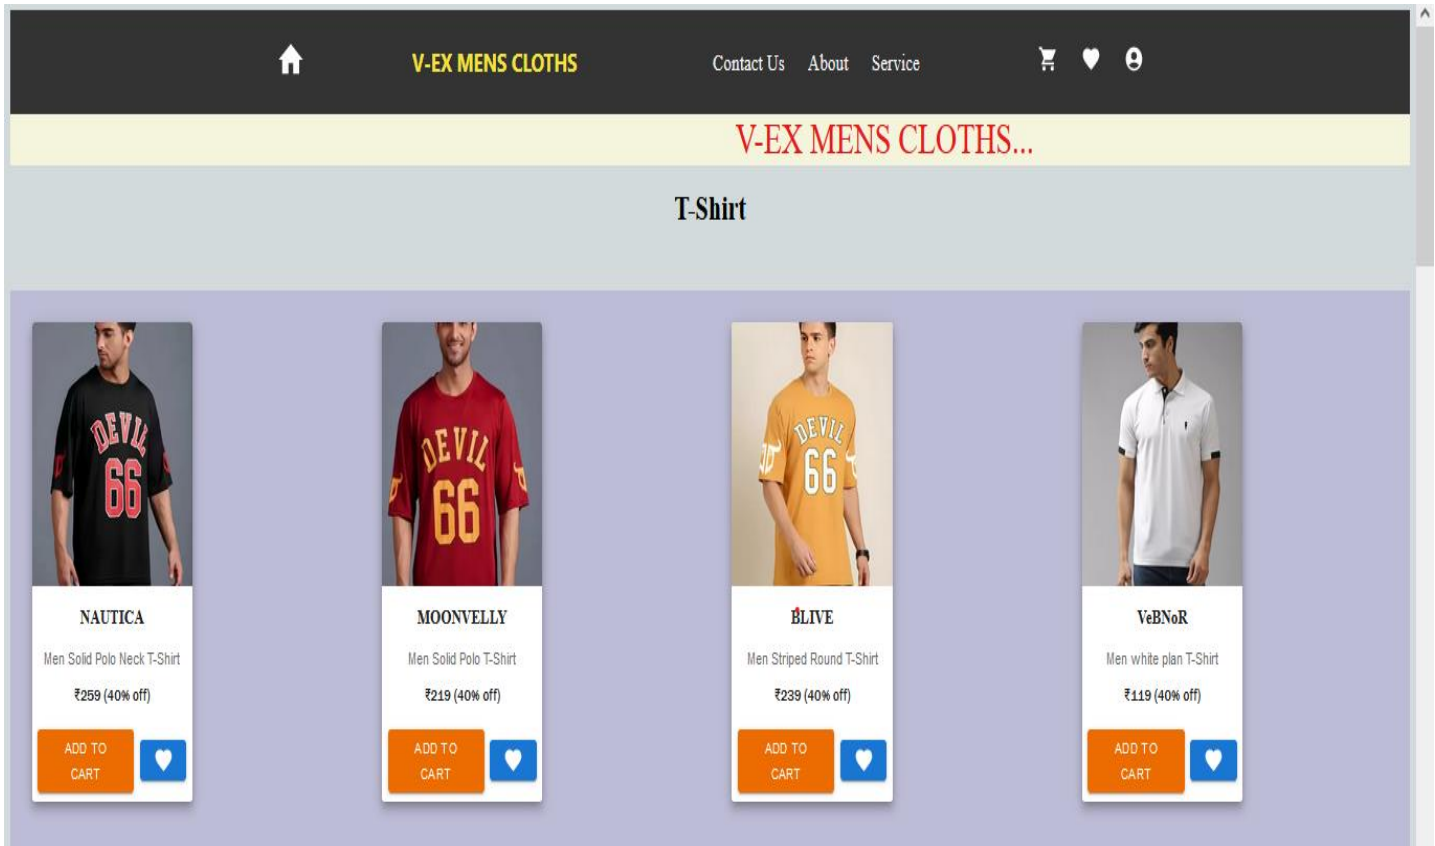 V-EX MENS CLOTHS
Contact Us About Service
V-EX MENS CLOTHS...
T-Shirt
DEVIL
66
DEVIL
66
DEVIL
66
NAUTICA
Men Solid Polo Neck T-Shirt
₹259 (40% off)
ADD TO
CART
MOONVELLY
Men Solid Polo T-Shirt
₹219 (40% off)
ADD TO
CART
BLIVE
Men Striped Round T-Shirt
₹239 (40% off)
ADD TO
CART
VeBNoR
Men white plan T-Shirt
₹119 (40% off)
ADD TO
CART